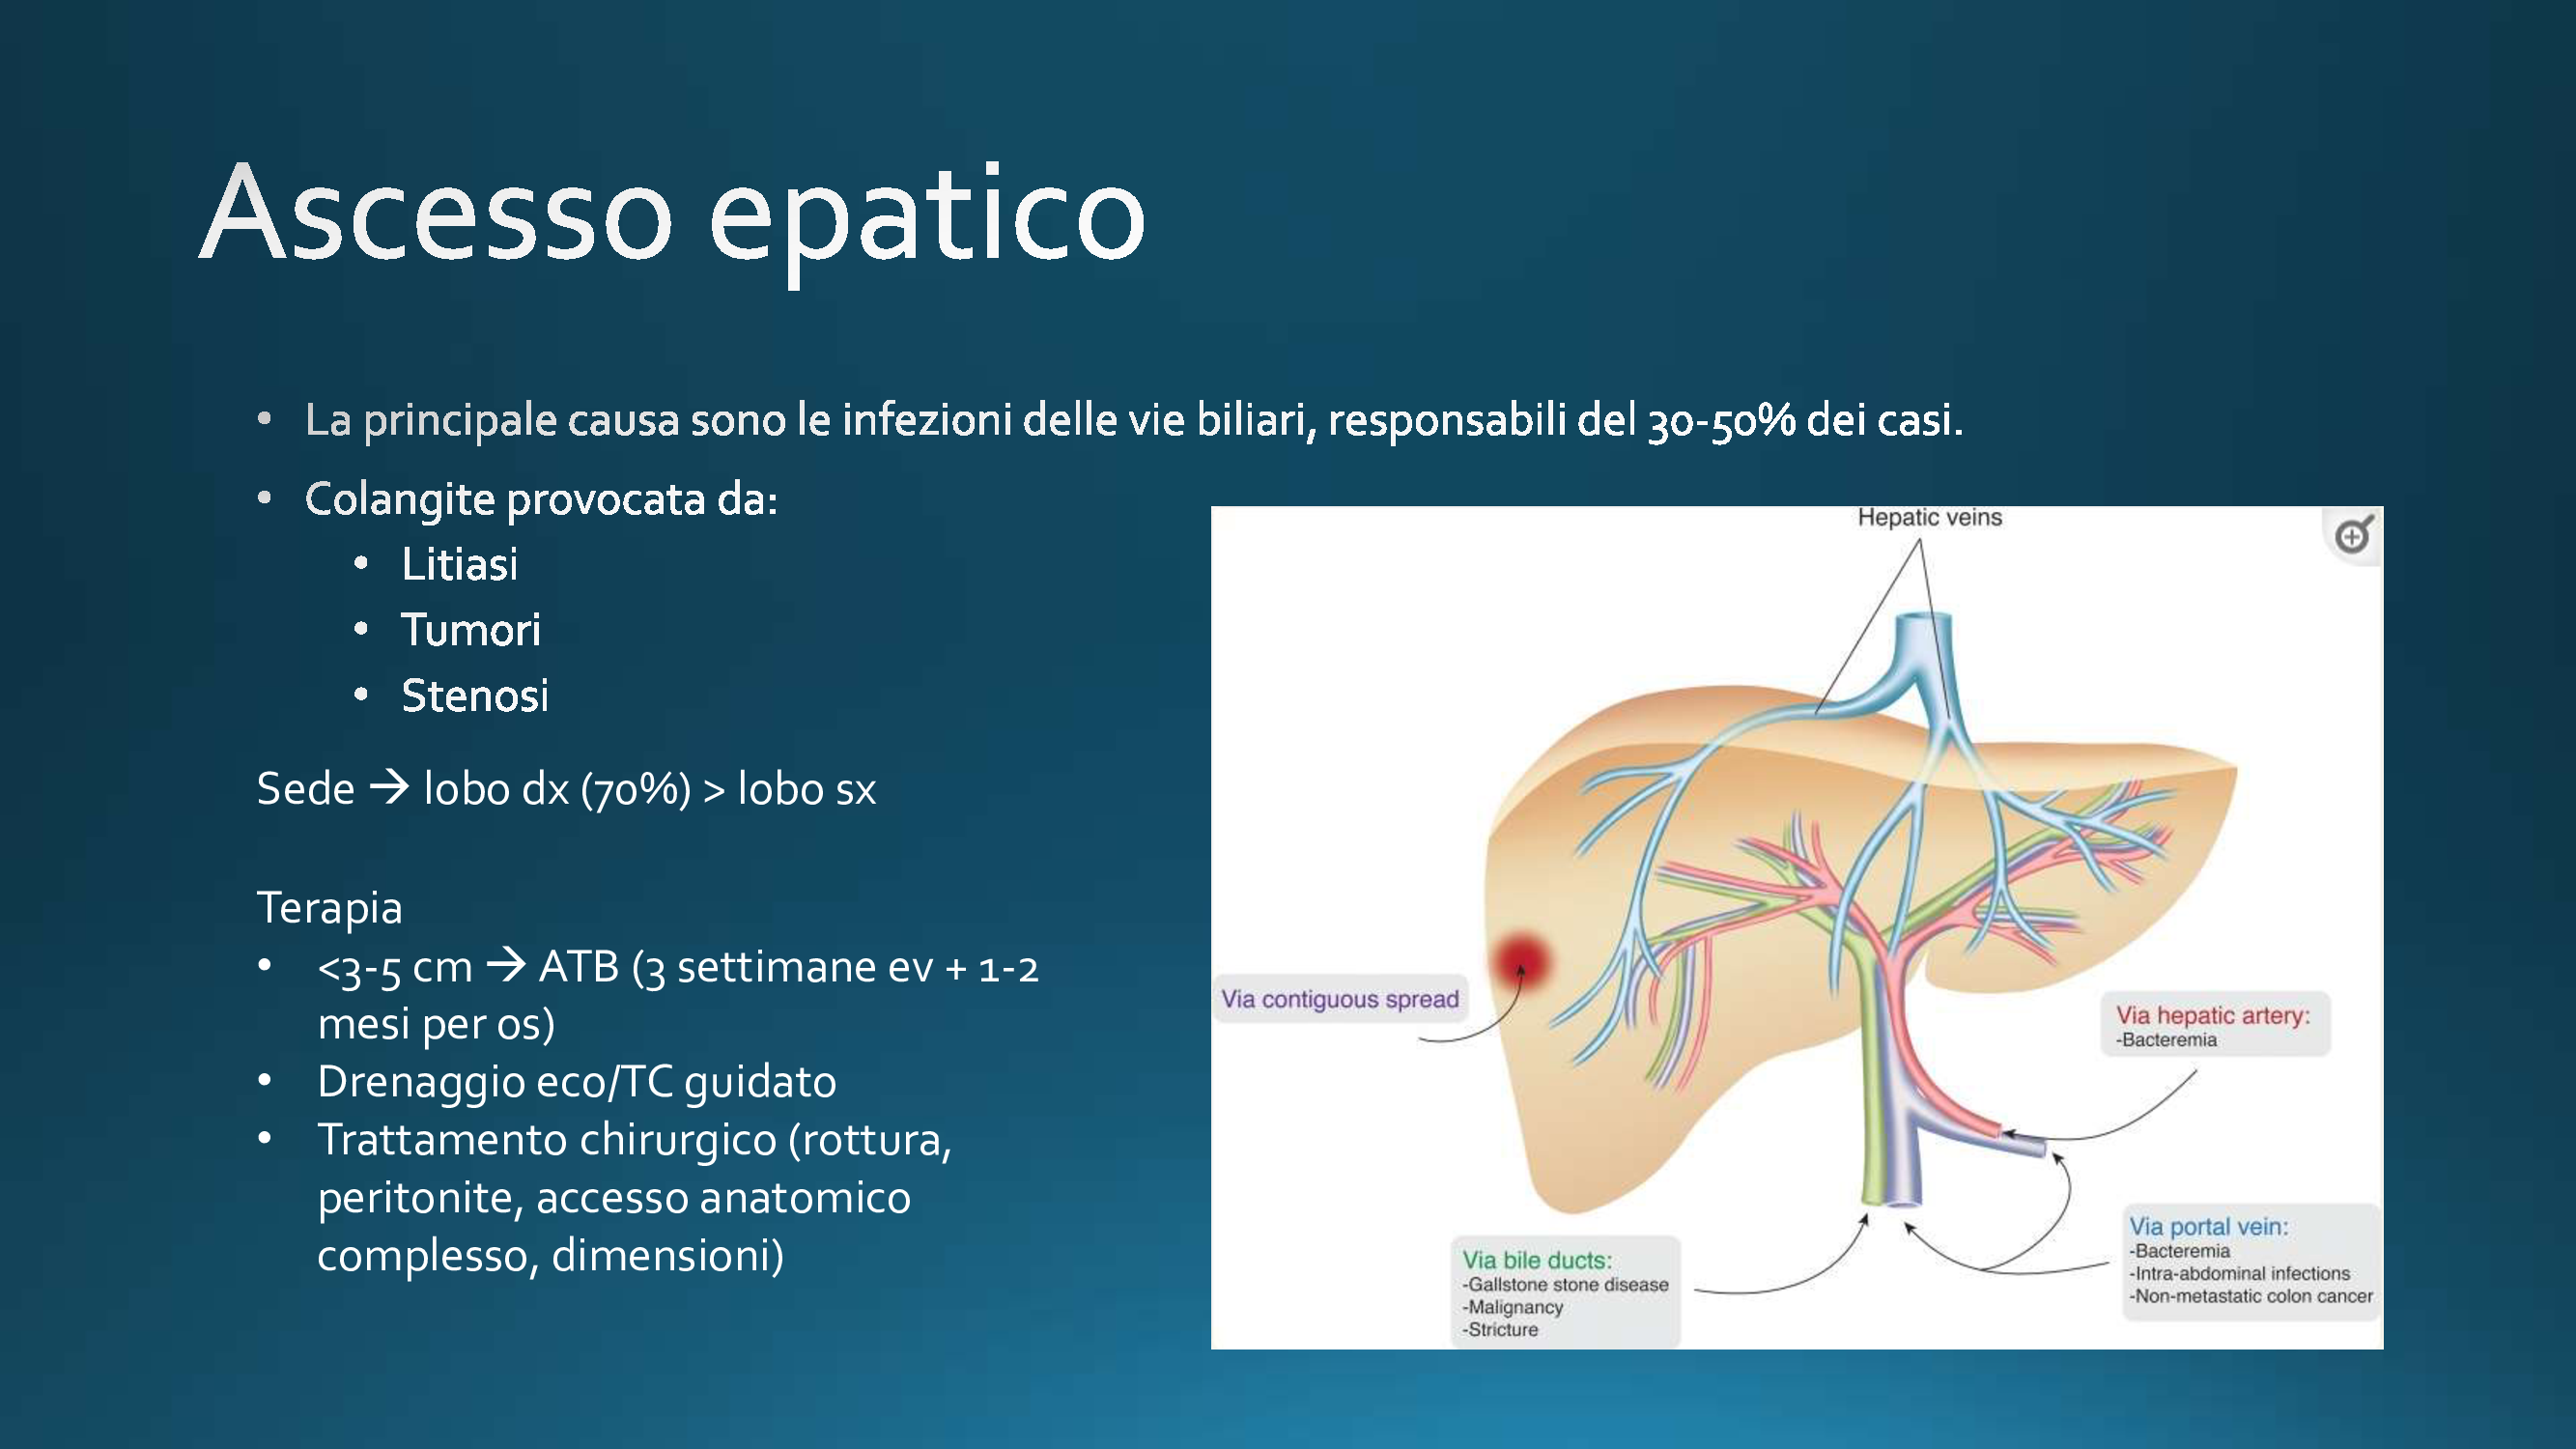 Ascesso epatico
• La principale causa sono le infezioni delle vie biliari, responsabili del 30-50% dei casi.
• Colangite provocata da:
• Litiasi
• Tumori
• Stenosi
Sede → lobo dx (70%) > lobo sx
Terapia
• <3-5 cm → ATB (3 settimane ev + 1-2
mesi per os)
• Drenaggio eco/TC guidato
• Trattamento chirurgico (rottura,
peritonite, accesso anatomico
complesso, dimensioni)
Hepatic veins
Via contiguous spread
Via hepatic artery:
-Bacteremia
Via portal vein:
-Bacteremia
-Intra-abdominal infections
-Non-metastatic colon cancer
Via bile ducts:
-Gallstone stone disease
-Malignancy
-Stricture